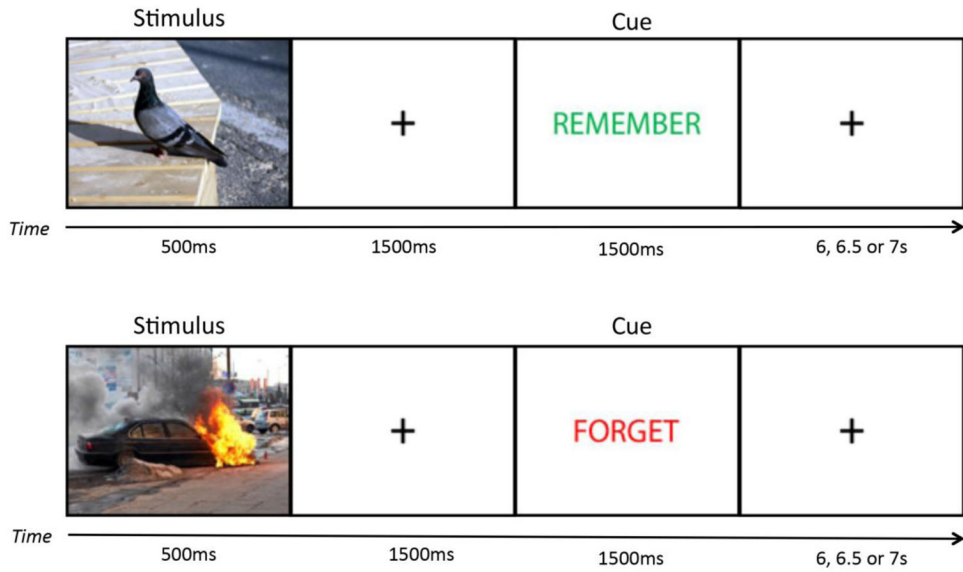 Stimulus Cue
+ REMEMBER +
Time
500ms 1500ms 1500ms 6, 6.5 or 7s
Stimulus Cue
+ FORGET +
Time
500ms 1500ms 1500ms 6, 6.5 or 7s